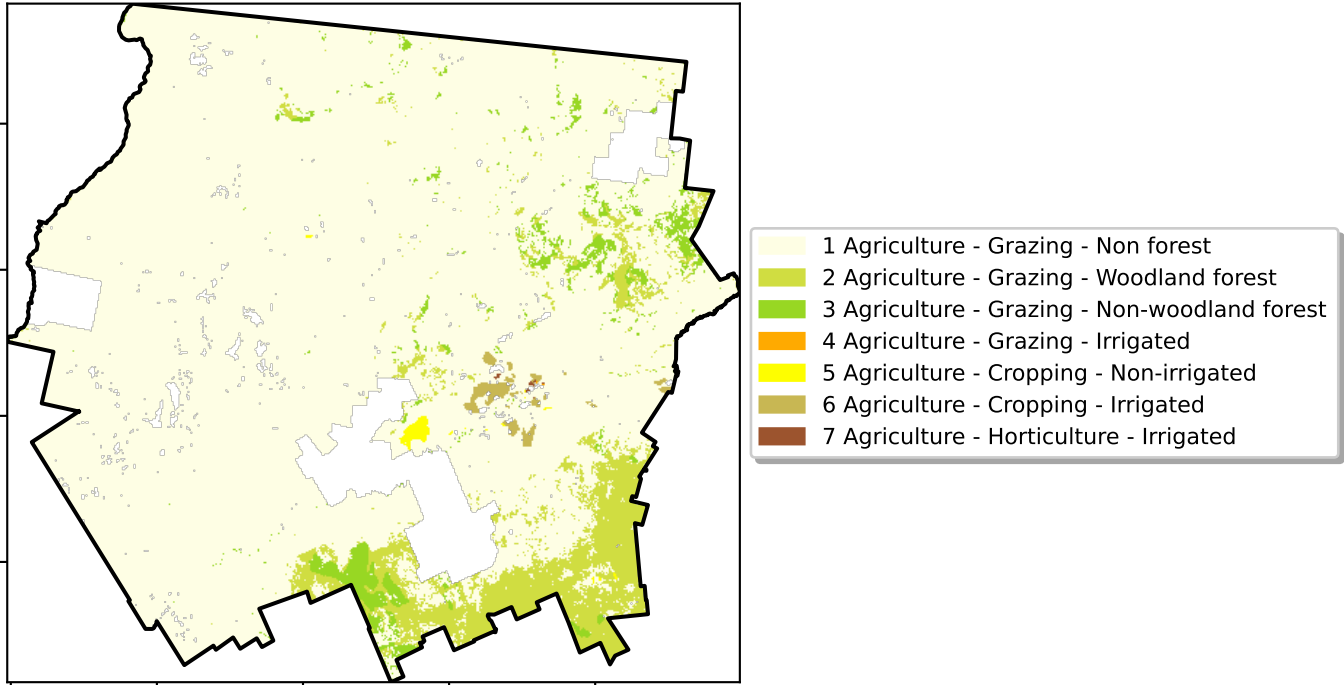 1 Agriculture - Grazing - Non forest
2 Agriculture - Grazing - Woodland forest
3 Agriculture - Grazing - Non-woodland forest
4 Agriculture - Grazing - Irrigated
5 Agriculture - Cropping - Non-irrigated
6 Agriculture - Cropping - Irrigated
7 Agriculture - Horticulture - Irrigated